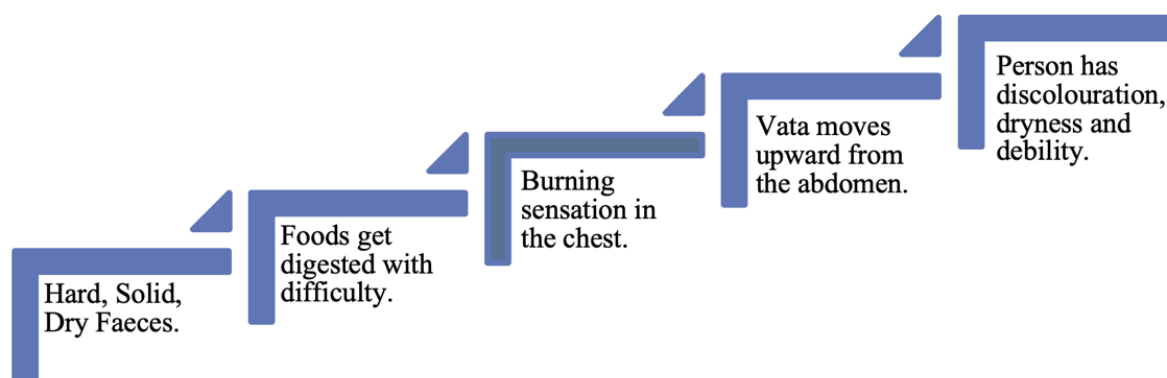 Hard, Solid,
Dry Faeces.
Foods get
digested with
difficulty.
Burning
sensation in
the chest.
Vata moves
upward from
the abdomen.
Person has
discolouration,
dryness and
debility.